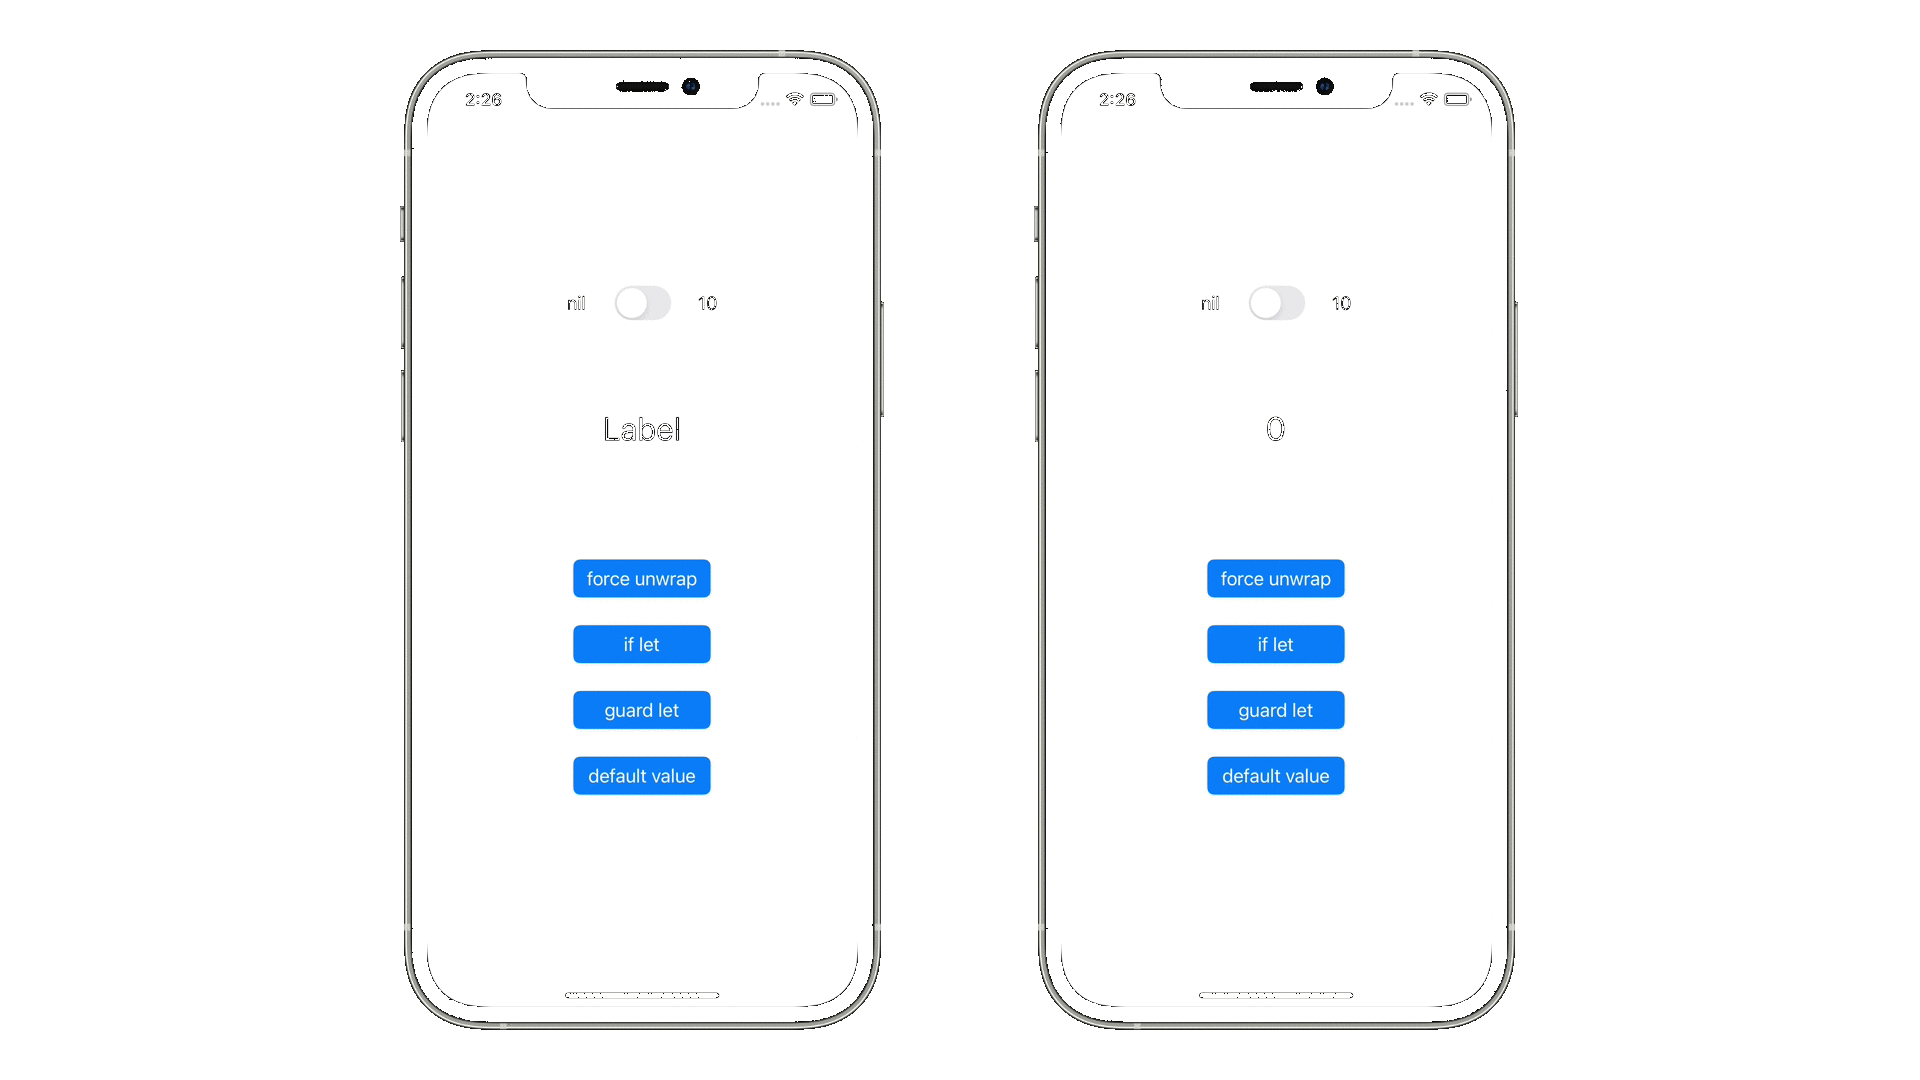 2:26
nil 10
Label
force unwrap
if let
guard let
default value
2:26
nil 10
0
force unwrap
if let
guard let
default value